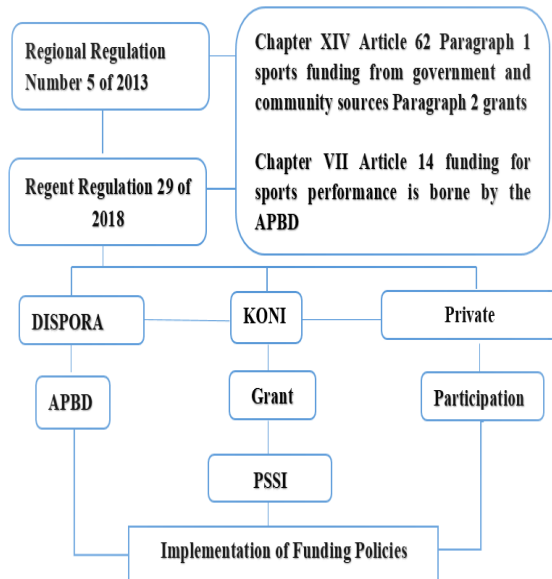 Regional Regulation
Number 5 of 2013
Chapter XIV Article 62 Paragraph 1
sports funding from government and
community sources Paragraph 2 grants
Chapter VII Article 14 funding for
sports performance is borne by the
APBD
Regent Regulation 29 of
2018
DISPORA
KONI
Private
APBD
Grant
Participation
PSSI
Implementation of Funding Policies